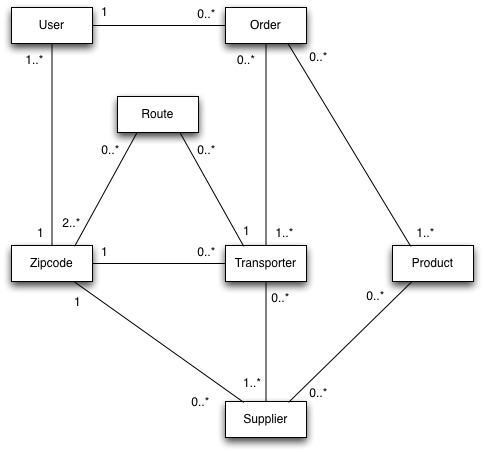 User
1
0..*
Order
1..*
0..*
0..*
Route
0..*
0..*
2..*
1
1
1..*
1..*
Zipcode
1
0..*
Transporter
Product
1
0..*
0..*
1..*
0..*
0..*
Supplier